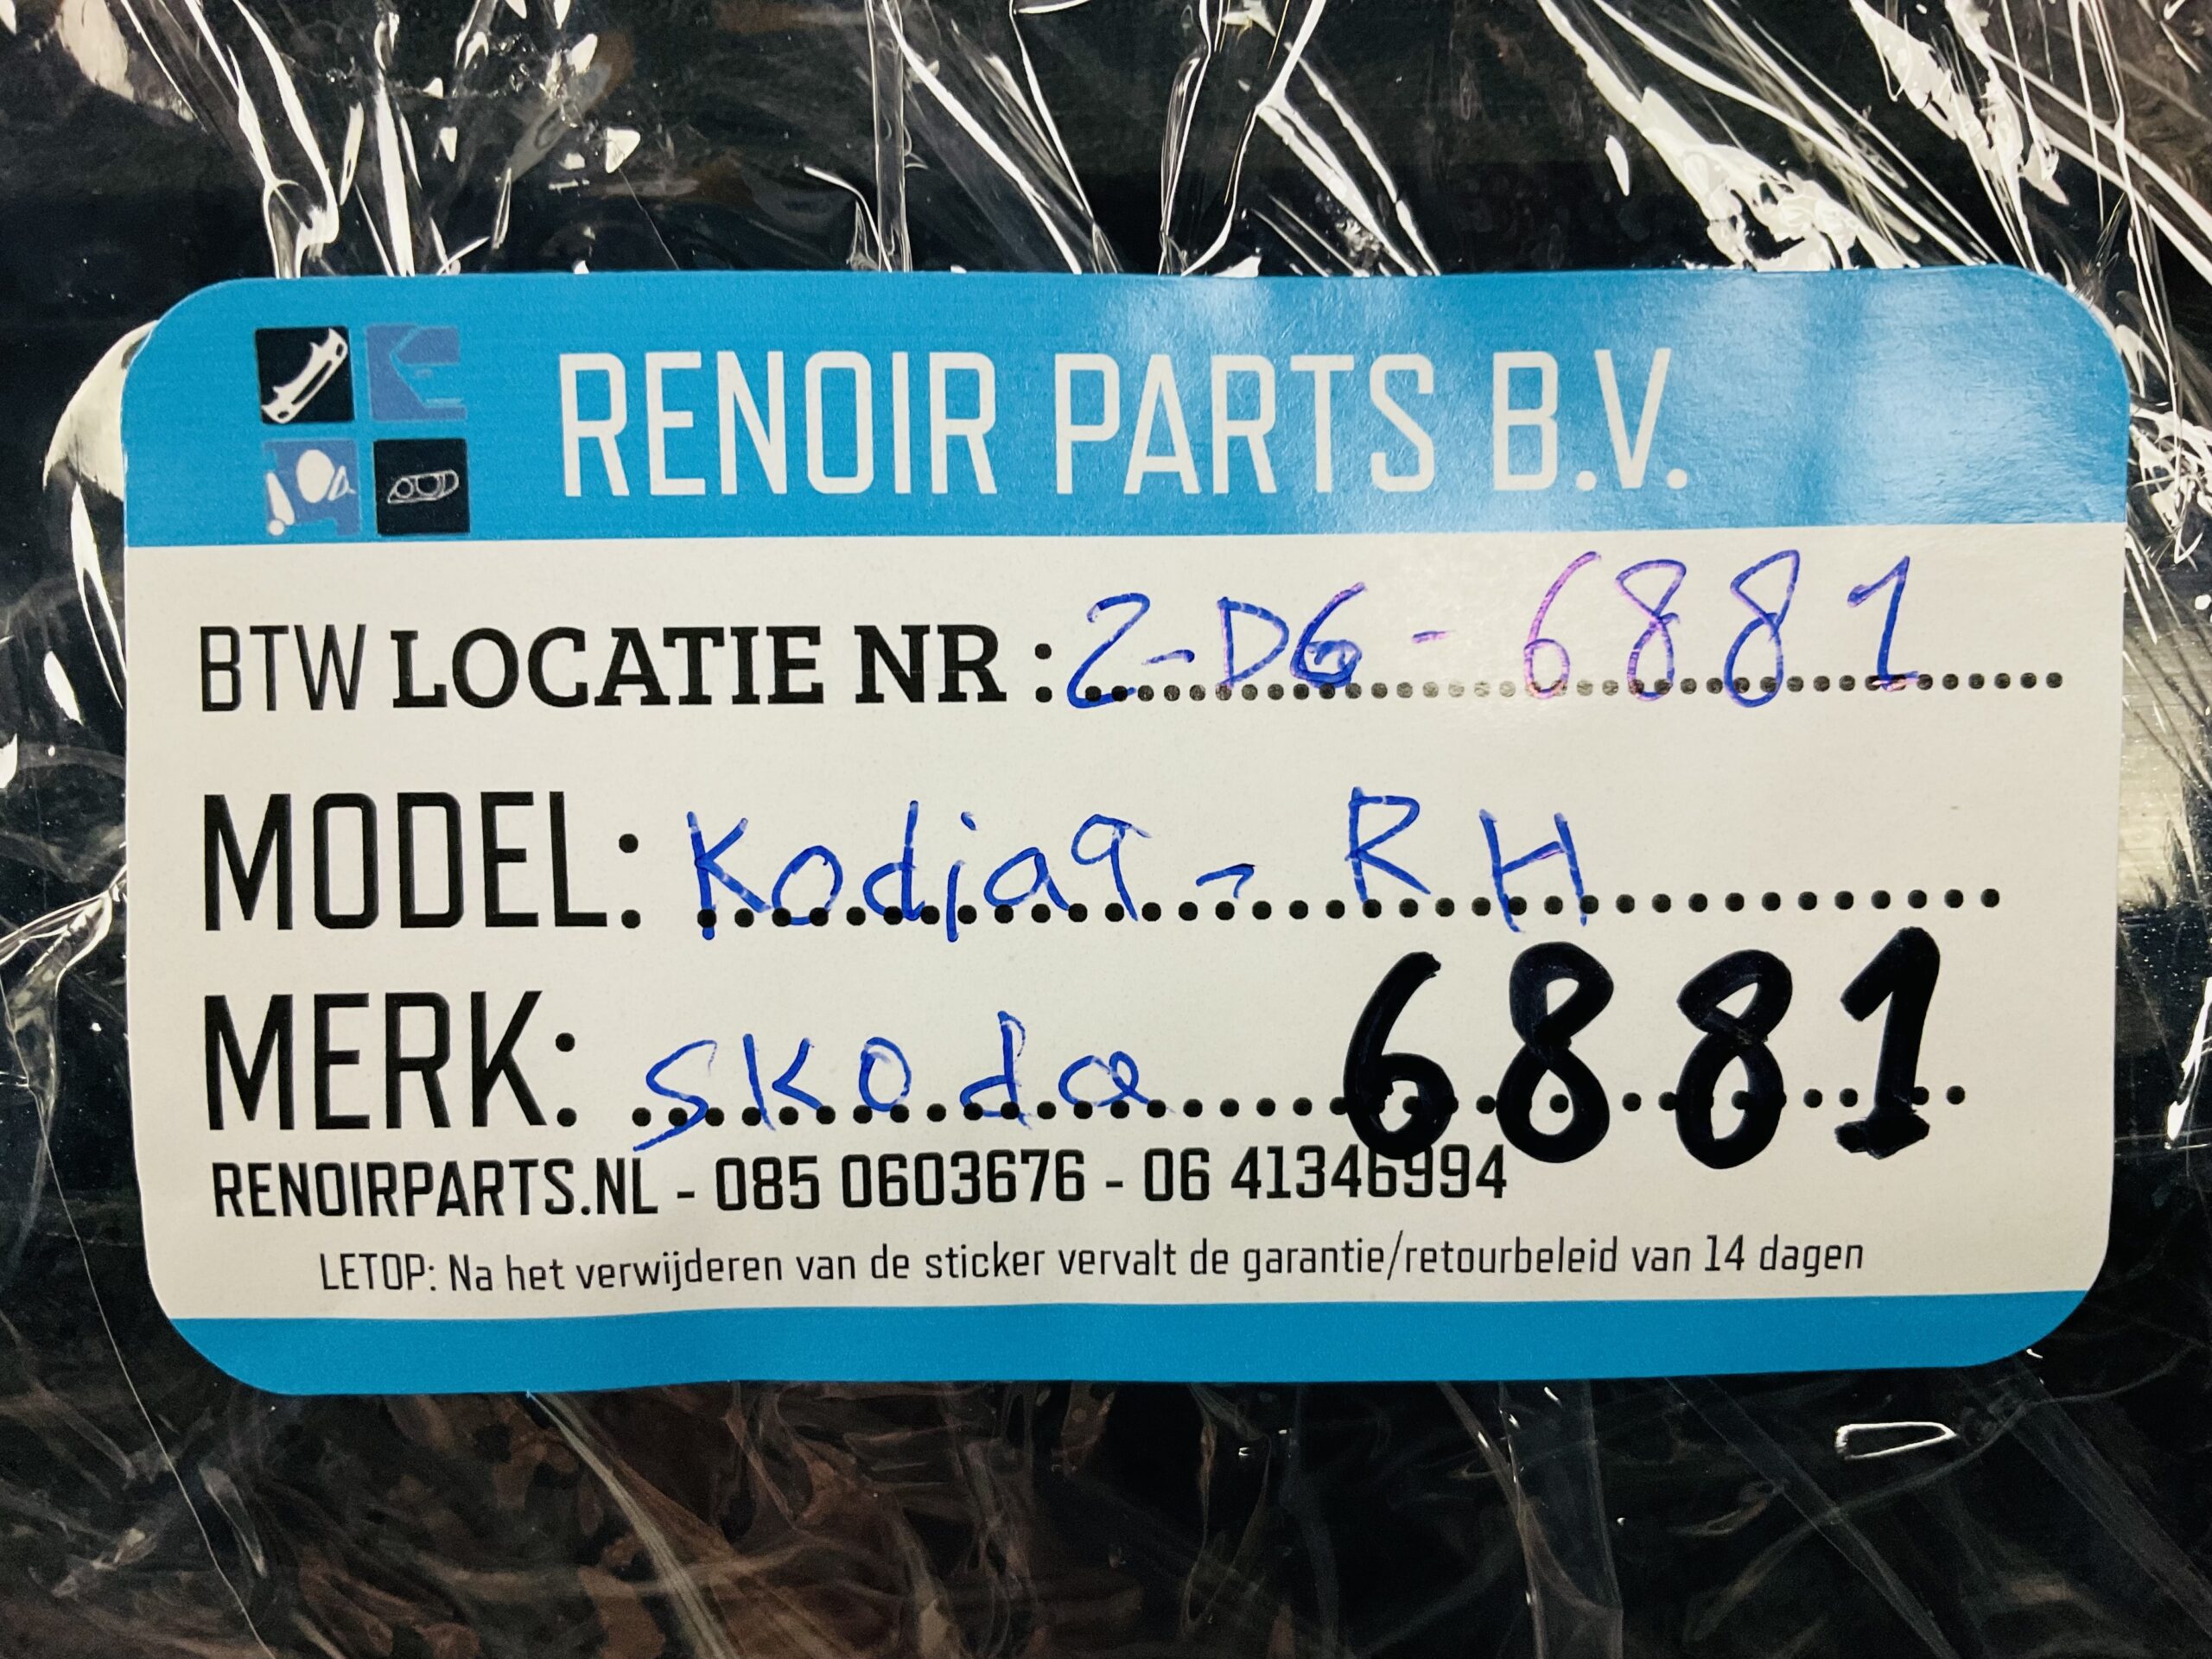 RENOIR PARTS B.V.
BTW LOCATIE NR : 2-D6 - 6881
MODEL: Kodjaq - RH
MERK: skoda 6881
RENOIRPARTS.NL - 085 0603676 - 06 41346994
LETOP: Na het verwijderen van de sticker vervalt de garantie/retourbeleid van 14 dagen